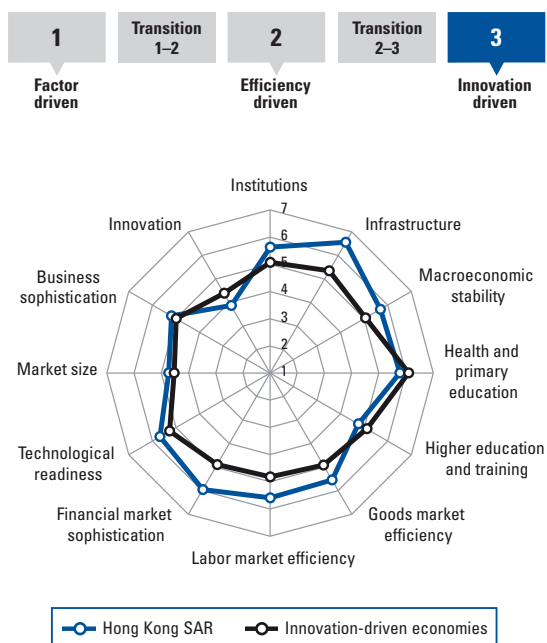 1
Transition
1–2
2
Transition
2–3
3
Factor
driven
Efficiency
driven
Innovation
driven
Institutions
7
Innovation
Infrastructure
6
5
Business
sophistication
Macroeconomic
stability
4
3
2
Market size
1
Health and
primary
education
Technological
readiness
Higher education
and training
Financial market
sophistication
Goods market
efficiency
Labor market efficiency
Hong Kong SAR
Innovation-driven economies